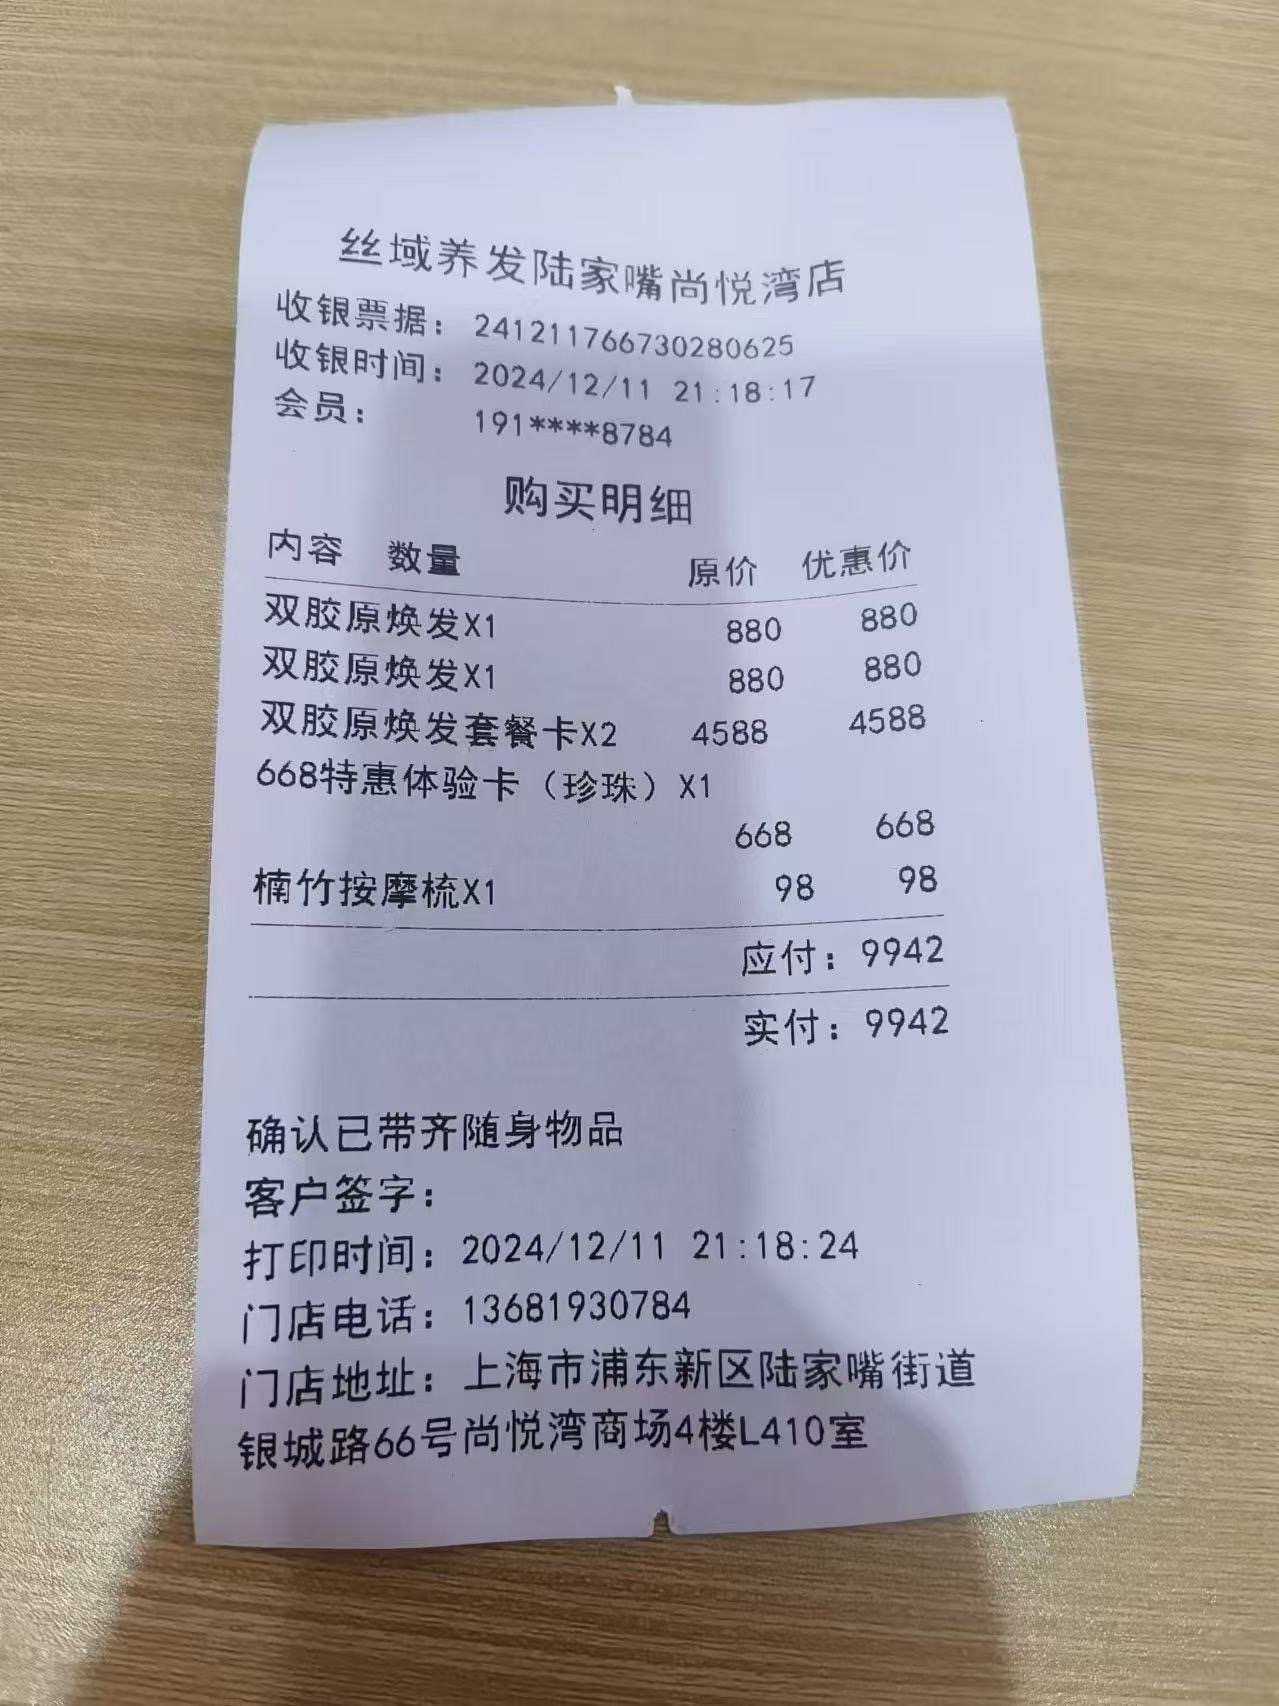 丝域养发陆家嘴尚悦湾店
收银票据: 241211766730280625
收银时间: 2024/12/11 21:18:17
会员: 191****8784
购买明细
内容 数量 原价 优惠价
双胶原焕发X1 880 880
双胶原焕发X1 880 880
双胶原焕发套餐卡X2 4588 4588
668特惠体验卡（珍珠）X1
668 668
楠竹按摩梳X1 98 98
应付: 9942
实付: 9942
确认已带齐随身物品
客户签字:
打印时间: 2024/12/11 21:18:24
门店电话: 13681930784
门店地址: 上海市浦东新区陆家嘴街道
银城路66号尚悦湾商场4楼L410室